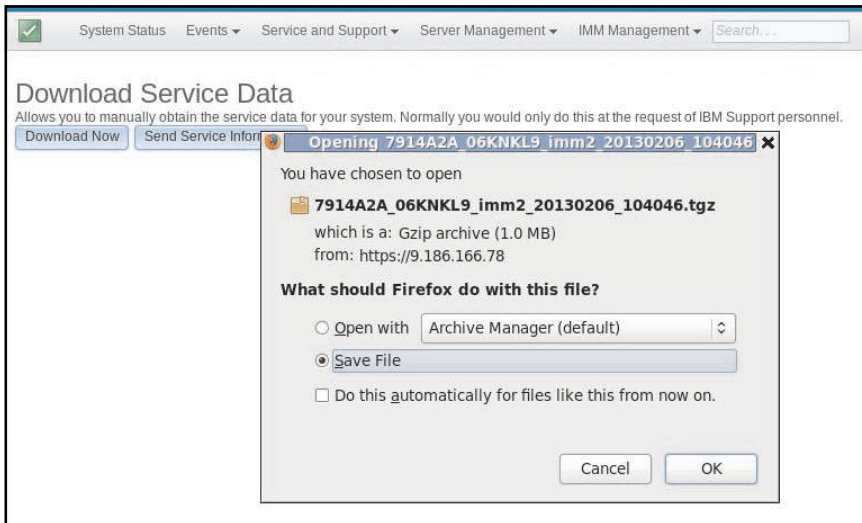 System Status Events Service and Support Server Management IMM Management Search...
Download Service Data
Allows you to manually obtain the service data for your system. Normally you would only do this at the request of IBM Support personnel.
Download Now Send Service Infor
Opening 7914A2A_06KNKL9_imm2_20130206_104046
You have chosen to open
7914A2A_06KNKL9_imm2_20130206_104046.tgz
which is a: Gzip archive (1.0 MB)
from: https://9.186.166.78
What should Firefox do with this file?
Open with Archive Manager (default)
Save File
Do this automatically for files like this from now on.
Cancel OK